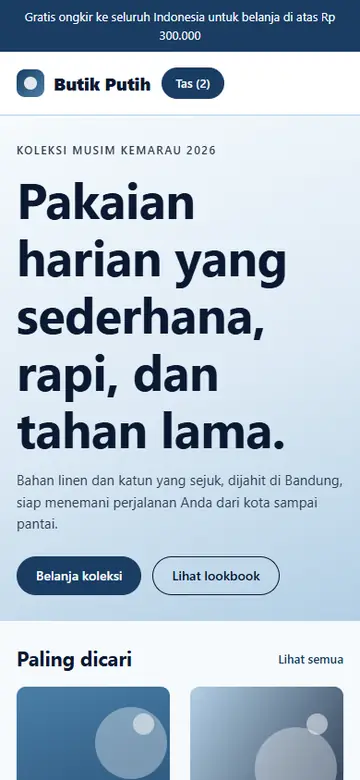 Gratis ongkir ke seluruh Indonesia untuk belanja di atas Rp
300.000
Butik Putih
Tas (2)
KOLEKSI MUSIM KEMARAU 2026
Pakaian
harian yang
sederhana,
rapi, dan
tahan lama.
Bahan linen dan katun yang sejuk, dijahit di Bandung,
siap menemani perjalanan Anda dari kota sampai
pantai.
Belanja koleksi
Lihat lookbook
Paling dicari
Lihat semua